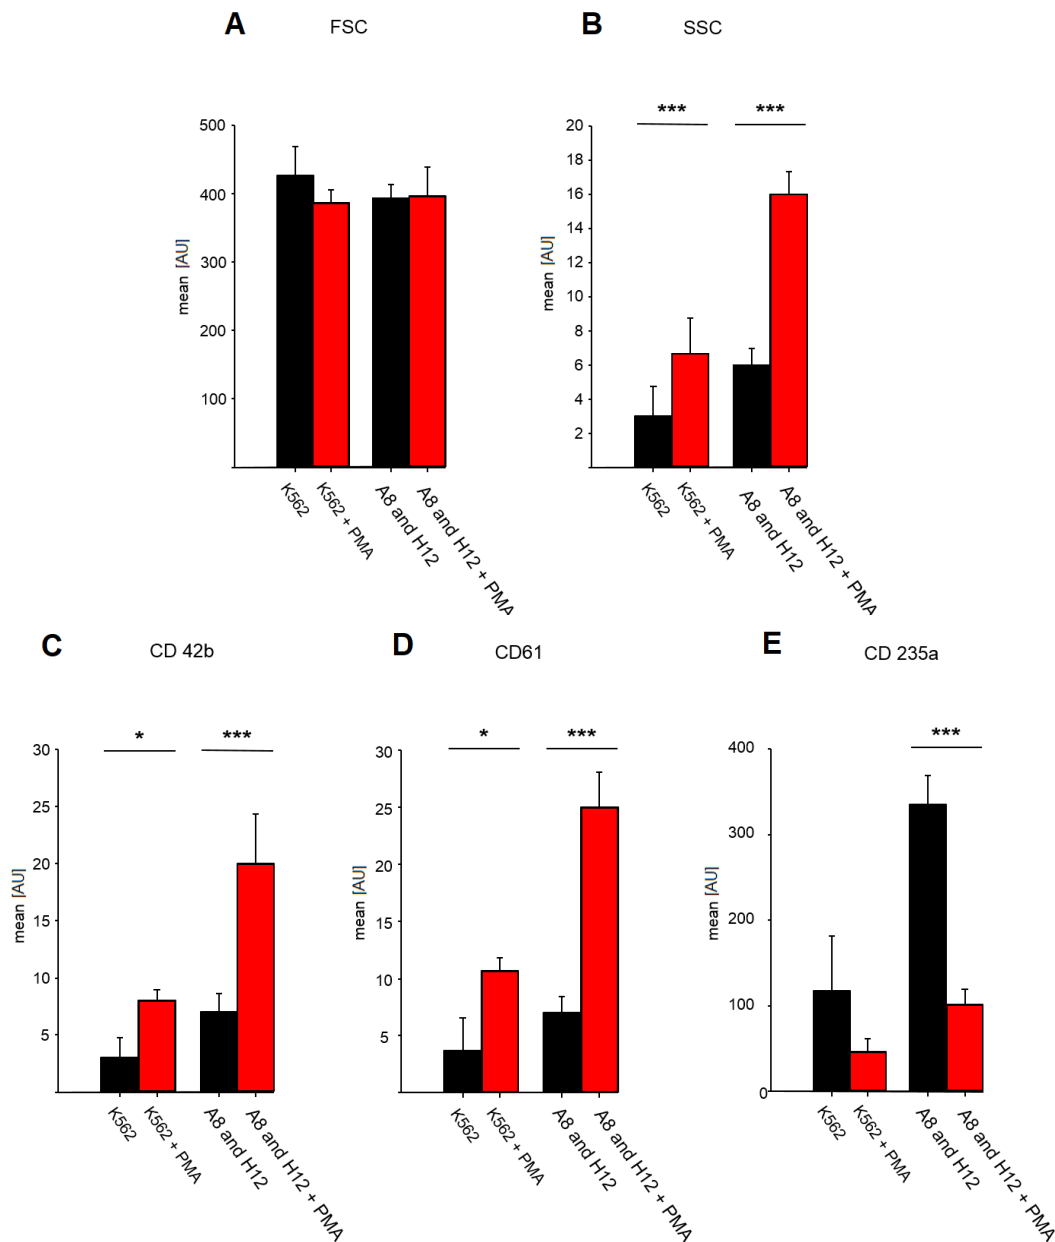 A FSC
B SSC
*** ***
500
400
300
200
100
mean [AU]
K562
K562 + PMA
A8 and H12
A8 and H12 + PMA
20
18
16
14
12
10
8
6
4
2
mean [AU]
K562
K562 + PMA
A8 and H12
A8 and H12 + PMA
C CD 42b
* ***
30
25
20
15
10
5
mean [AU]
K562
K562 + PMA
A8 and H12
A8 and H12 + PMA
D CD61
* ***
30
25
20
15
10
5
mean [AU]
K562
K562 + PMA
A8 and H12
A8 and H12 + PMA
E CD 235a
***
400
300
200
100
0
mean [AU]
K562
K562 + PMA
A8 and H12
A8 and H12 + PMA